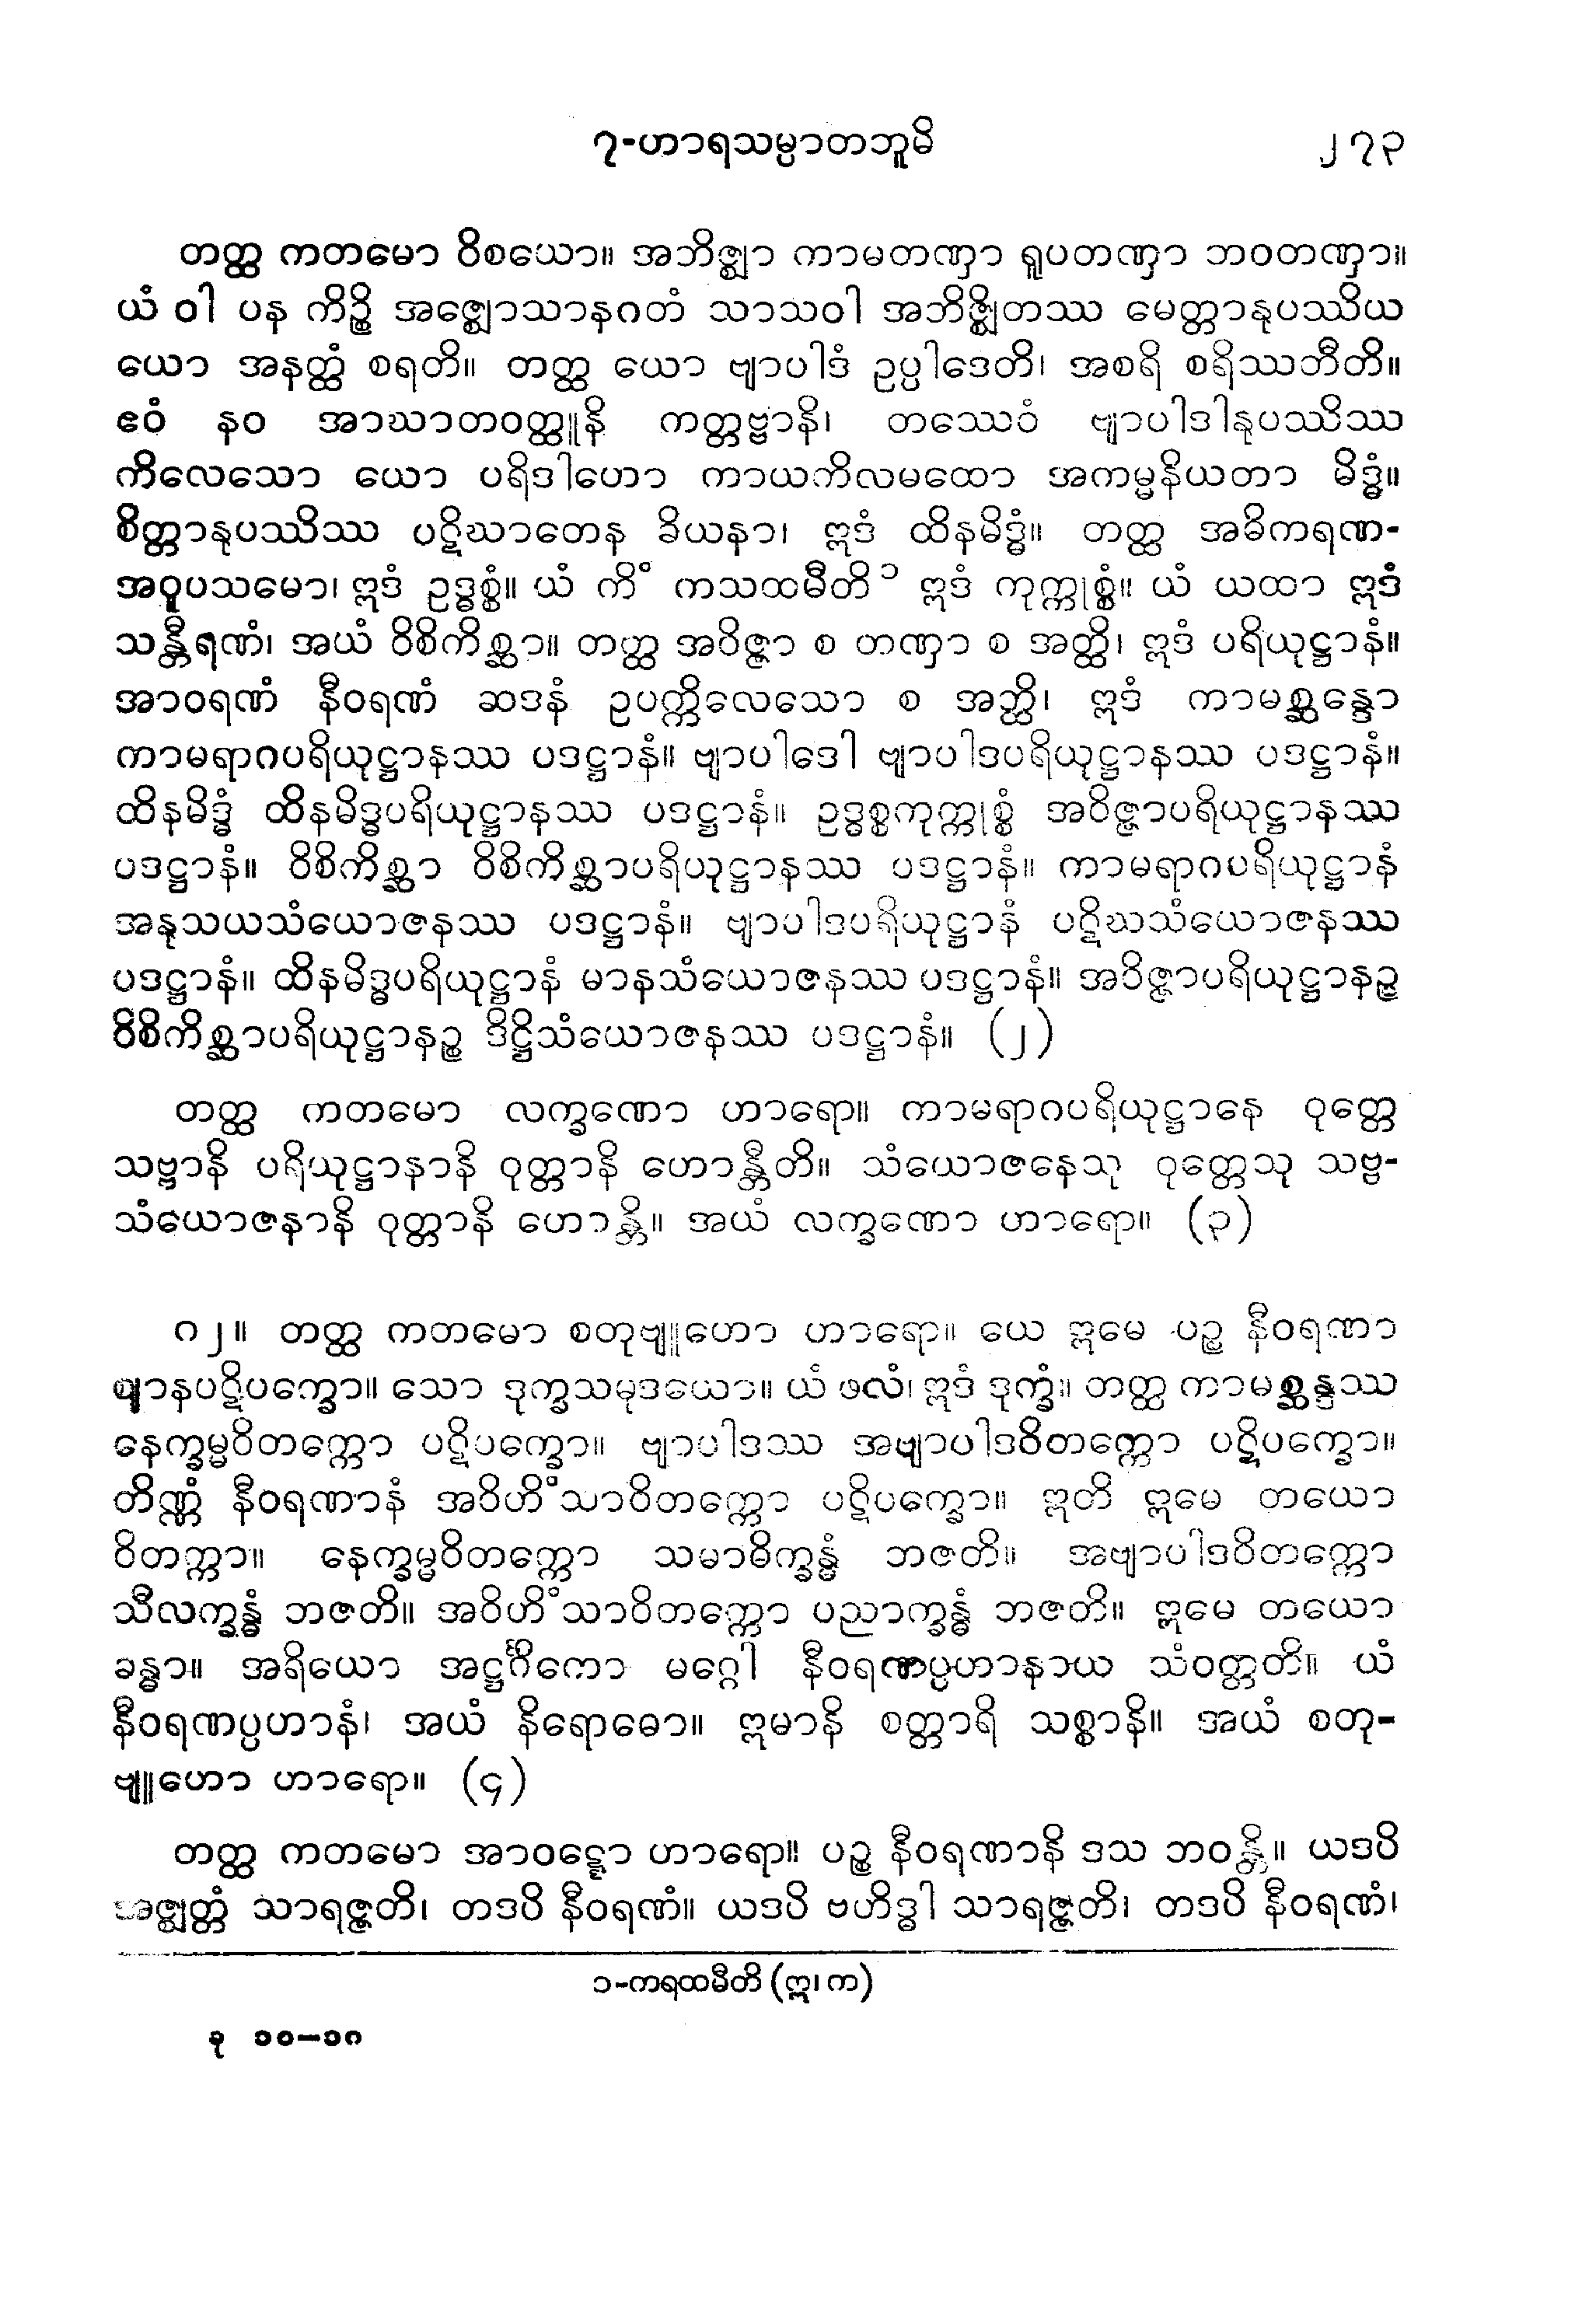 ၇-ဟာရသမ္ပာတဘူမိ ၂၇၃
တတ္ထ ကတမော ဝိစယော။ အဘိဇ္ဈာ ကာမတဏှာ ရူပတဏှာ ဘဝတဏှာ။
ယံ ဝါ ပန ကိဉ္စိ အဇ္ဈောသာနဂတံ သာသဝါ အဘိဇ္ဈိတဿ မေတ္တာနုပဿိယ
ယော အနတ္ထံ စရတိ။ တတ္ထ ယော ဗျာပါဒံ ဥပ္ပါဒေတိ၊ အစရိ စရိဿဘီတိ။
ဧဝံ နဝ အာဃာတဝတ္ထူနိ ကတ္တဗ္ဗာနိ၊ တဿေဝံ ဗျာပါဒါနုပဿိဿ
ကိလေသော ယော ပရိဒါဟော ကာယကိလမထော အကမ္မနိယတာ မိဒ္ဓံ။
စိတ္တာနုပဿိဿ ပဋိဃာတေန ခိယနာ၊ ဣဒံ ထိနမိဒ္ဓံ။ တတ္ထ အဓိကရဏ-
အဝူပသမော၊ ဣဒံ ဥဒ္ဓစ္စံ။ ယံ ကိံ ကသထမီတိ ၁ ဣဒံ ကုက္ကုစ္စံ။ ယံ ယထာ ဣဒံ
သန္တီရဏံ၊ အယံ ဝိစိကိစ္ဆာ။ တတ္ထ အဝိဇ္ဇာ စ တဏှာ စ အတ္ထိ၊ ဣဒံ ပရိယုဋ္ဌာနံ။
အာဝရဏံ နီဝရဏံ ဆဒနံ ဥပက္ကိလေသော စ အတ္ထိ၊ ဣဒံ ကာမစ္ဆန္ဒော
ကာမရာဂပရိယုဋ္ဌာနဿ ပဒဋ္ဌာနံ။ ဗျာပါဒေါ ဗျာပါဒပရိယုဋ္ဌာနဿ ပဒဋ္ဌာနံ။
ထိနမိဒ္ဓံ ထိနမိဒ္ဓပရိယုဋ္ဌာနဿ ပဒဋ္ဌာနံ။ ဥဒ္ဓစ္စကုက္ကုစ္စံ အဝိဇ္ဇာပရိယုဋ္ဌာနဿ
ပဒဋ္ဌာနံ။ ဝိစိကိစ္ဆာ ဝိစိကိစ္ဆာပရိယုဋ္ဌာနဿ ပဒဋ္ဌာနံ။ ကာမရာဂပရိယုဋ္ဌာနံ
အနုသယသံယောဇနဿ ပဒဋ္ဌာနံ။ ဗျာပါဒပရိယုဋ္ဌာနံ ပဋိဃသံယောဇနဿ
ပဒဋ္ဌာနံ။ ထိနမိဒ္ဓပရိယုဋ္ဌာနံ မာနသံယောဇနဿ ပဒဋ္ဌာနံ။ အဝိဇ္ဇာပရိယုဋ္ဌာနဉ္စ
ဝိစိကိစ္ဆာပရိယုဋ္ဌာနဉ္စ ဒိဋ္ဌိသံယောဇနဿ ပဒဋ္ဌာနံ။ (၂)
တတ္ထ ကတမော လက္ခဏော ဟာရော။ ကာမရာဂပရိယုဋ္ဌာနေ ဝုတ္တေ
သဗ္ဗာနိ ပရိယုဋ္ဌာနာနိ ဝုတ္တာနိ ဟောန္တီတိ။ သံယောဇနေသု ဝုတ္တေသု သဗ္ဗ-
သံယောဇနာနိ ဝုတ္တာနိ ဟောန္တိ။ အယံ လက္ခဏော ဟာရော။ (၃)
ဂ၂။ တတ္ထ ကတမော စတုဗျူဟော ဟာရော။ ယေ ဣမေ ပဉ္စ နီဝရဏာ
ဈာနပဋိပက္ခော။ သော ဒုက္ခသမုဒယော။ ယံ ဖလံ၊ ဣဒံ ဒုက္ခံ။ တတ္ထ ကာမစ္ဆန္ဒဿ
နေက္ခမ္မဝိတက္ကော ပဋိပက္ခော။ ဗျာပါဒဿ အဗျာပါဒဝိတက္ကော ပဋိပက္ခော။
တိဏ္ဏံ နီဝရဏာနံ အဝိဟိံသာဝိတက္ကော ပဋိပက္ခော။ ဣတိ ဣမေ တယော
ဝိတက္ကာ။ နေက္ခမ္မဝိတက္ကော သမာဓိက္ခန္ဓံ ဘဇတိ။ အဗျာပါဒဝိတက္ကော
သီလက္ခန္ဓံ ဘဇတိ။ အဝိဟိံသာဝိတက္ကော ပညာက္ခန္ဓံ ဘဇတိ။ ဣမေ တယော
ခန္ဓာ။ အရိယော အဋ္ဌင်္ဂိကော မဂ္ဂေါ နီဝရဏပ္ပဟာနာယ သံဝတ္တတိ။ ယံ
နီဝရဏပ္ပဟာနံ၊ အယံ နိရောဓော။ ဣမာနိ စတ္တာရိ သစ္စာနိ။ အယံ စတု-
ဗျူဟော ဟာရော။ (၄)
တတ္ထ ကတမော အာဝဋ္ဋော ဟာရော။ ပဉ္စ နီဝရဏာနိ ဒသ ဘဝန္တိ။ ယဒပိ
အဇ္ဈတ္တံ သာရဇ္ဇတိ၊ တဒပိ နီဝရဏံ။ ယဒပိ ဗဟိဒ္ဓါ သာရဇ္ဇတိ၊ တဒပိ နီဝရဏံ၊
၁-ကရထမီတိ (ဣ၊ က)
ခု ၁၀–၁၈